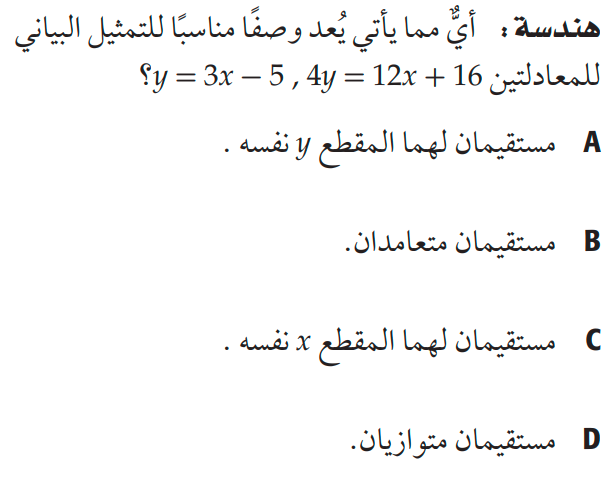 هندسة : أيٌّ مما يأتي يُعد وصفًا مناسبًا للتمثيل البياني
للمعادلتين y = 3x − 5 , 4y = 12x + 16؟
A مستقيمان لهما المقطع y نفسه .
B مستقيمان متعامدان.
C مستقيمان لهما المقطع x نفسه .
D مستقيمان متوازيان.